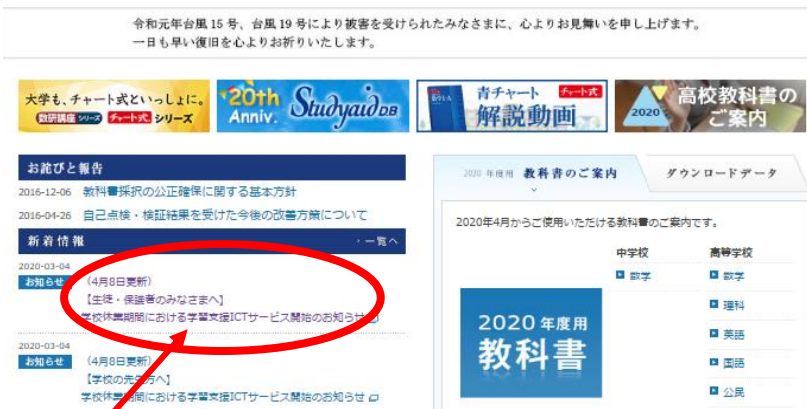 令和元年台風15号、台風19号により被害を受けられたみなさまに、心よりお見舞いを申し上げます。
一日も早い復旧を心よりお祈りいたします。
大学も、チャート式といっしょに。
数研講座 シリーズ チャート式 シリーズ
20th
Anniv.
Studyaid DB
青チャート チャート式
解説動画
2020
高校教科書の
ご案内
お詫びと報告
2016-12-06 教科書採択の公正確保に関する基本方針
2016-04-26 自己点検・検証結果を受けた今後の改善方策について
新着情報
一覧へ
2020-03-04
お知らせ (4月8日更新)
【生徒・保護者のみなさまへ】
学校休業期間における学習支援ICTサービス開始のお知らせ
2020-03-04
お知らせ (4月8日更新)
【学校の先生方へ】
学校休業期間における学習支援ICTサービス開始のお知らせ
2020年度用 教科書のご案内
ダウンロードデータ
2020年4月からご使用いただける教科書のご案内です。
2020年度用
教科書
中学校
数学
高等学校
数学
理科
英語
国語
公民